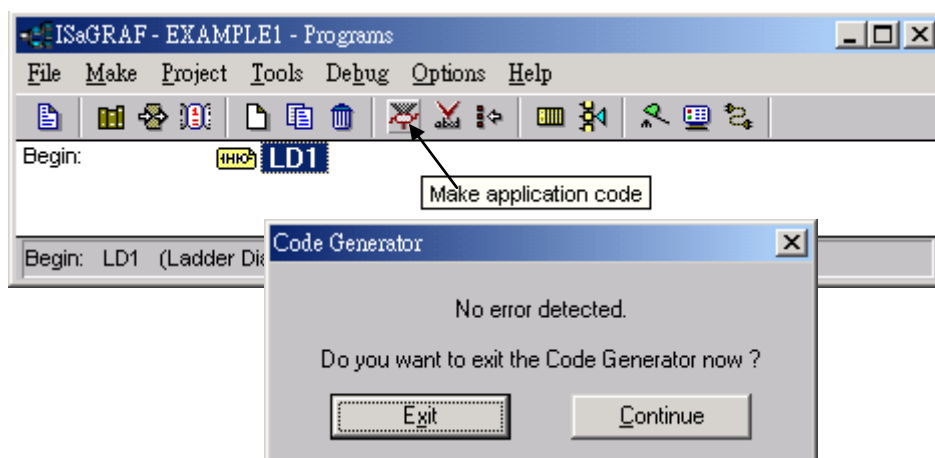 ISaGRAF - EXAMPLE1 - Programs
File Make Project Tools Debug Options Help
Begin: LD1
Make application code
Begin: LD1 (Ladder Dia
Code Generator
No error detected.
Do you want to exit the Code Generator now ?
Exit Continue